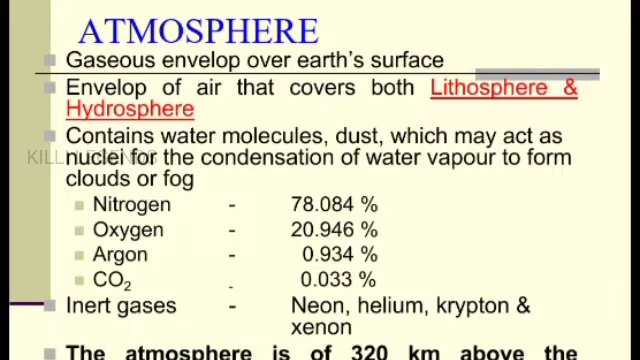 ATMOSPHERE
Gaseous envelop over earth's surface
Envelop of air that covers both Lithosphere &
Hydrosphere
Contains water molecules, dust, which may act as
nuclei for the condensation of water vapour to form
clouds or fog
Nitrogen - 78.084 %
Oxygen - 20.946 %
Argon - 0.934 %
CO₂ - 0.033 %
Inert gases - Neon, helium, krypton &
xenon
The atmosphere is of 320 km above the